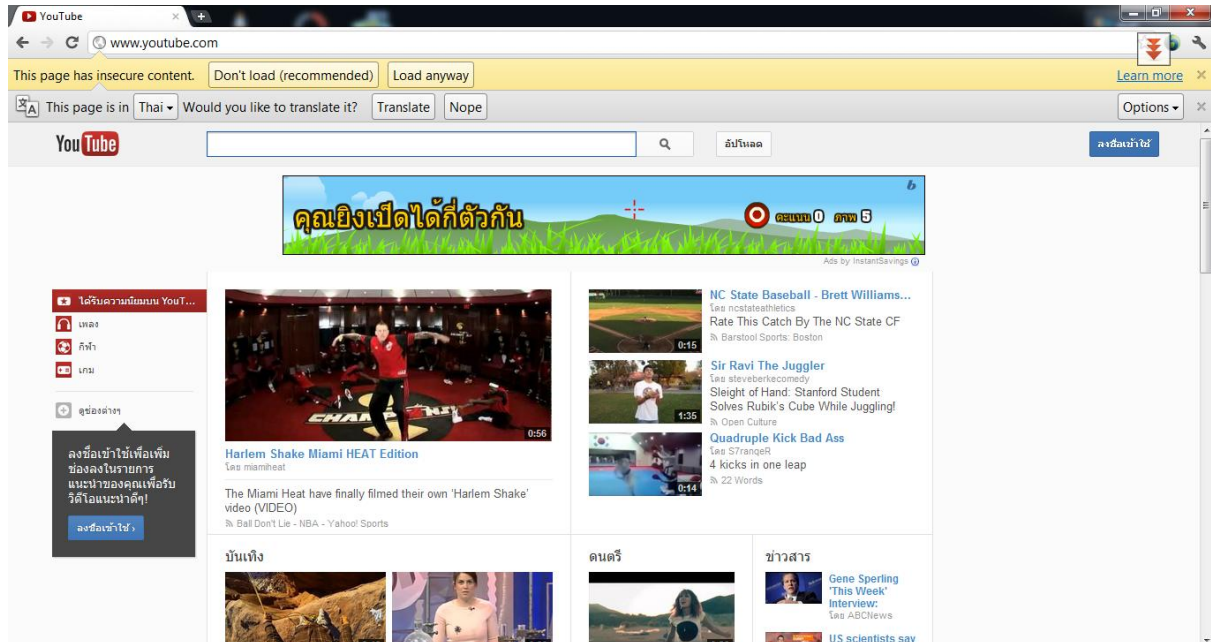 YouTube
www.youtube.com
This page has insecure content. Don't load (recommended) Load anyway Learn more
This page is in Thai Would you like to translate it? Translate Nope Options
YouTube อัปโหลด ลงชื่อเข้าใช้
b
คุณยิงเป็ดได้กี่ตัวกัน คะแนน 0 ภาพ 5
Ads by InstantSavings
ได้รับความนิยมบน YouT...
เพลง
กีฬา
เกม
ดูช่องต่างๆ
ลงชื่อเข้าใช้เพื่อเพิ่ม
ช่องลงในรายการ
แนะนำของคุณเพื่อรับ
วิดีโอแนะนำดีๆ!
ลงชื่อเข้าใช้ ›
CHAMPIONS
0:56
Harlem Shake Miami HEAT Edition
โดย miamiheat
The Miami Heat have finally filmed their own 'Harlem Shake'
video (VIDEO)
Ball Don't Lie - NBA - Yahoo! Sports
0:15
NC State Baseball - Brett Williams...
โดย ncstateathletics
Rate This Catch By The NC State CF
Barstool Sports: Boston
1:35
Sir Ravi The Juggler
โดย steveberkecomedy
Sleight of Hand: Stanford Student
Solves Rubik's Cube While Juggling!
Open Culture
0:14
Quadruple Kick Bad Ass
โดย S7ranqeR
4 kicks in one leap
22 Words
บันเทิง
ดนตรี
ข่าวสาร
Gene Sperling
'This Week'
Interview:
โดย ABCNews
US scientists say